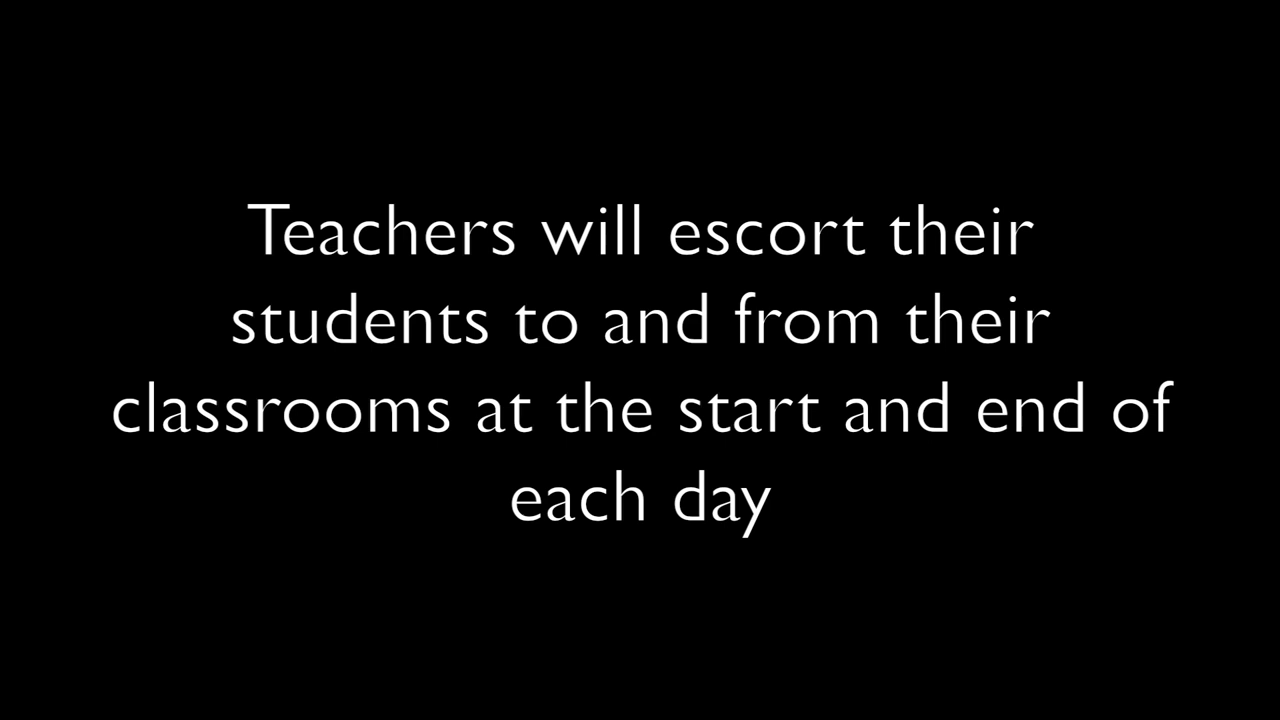 Teachers will escort their
students to and from their
classrooms at the start and end of
each day